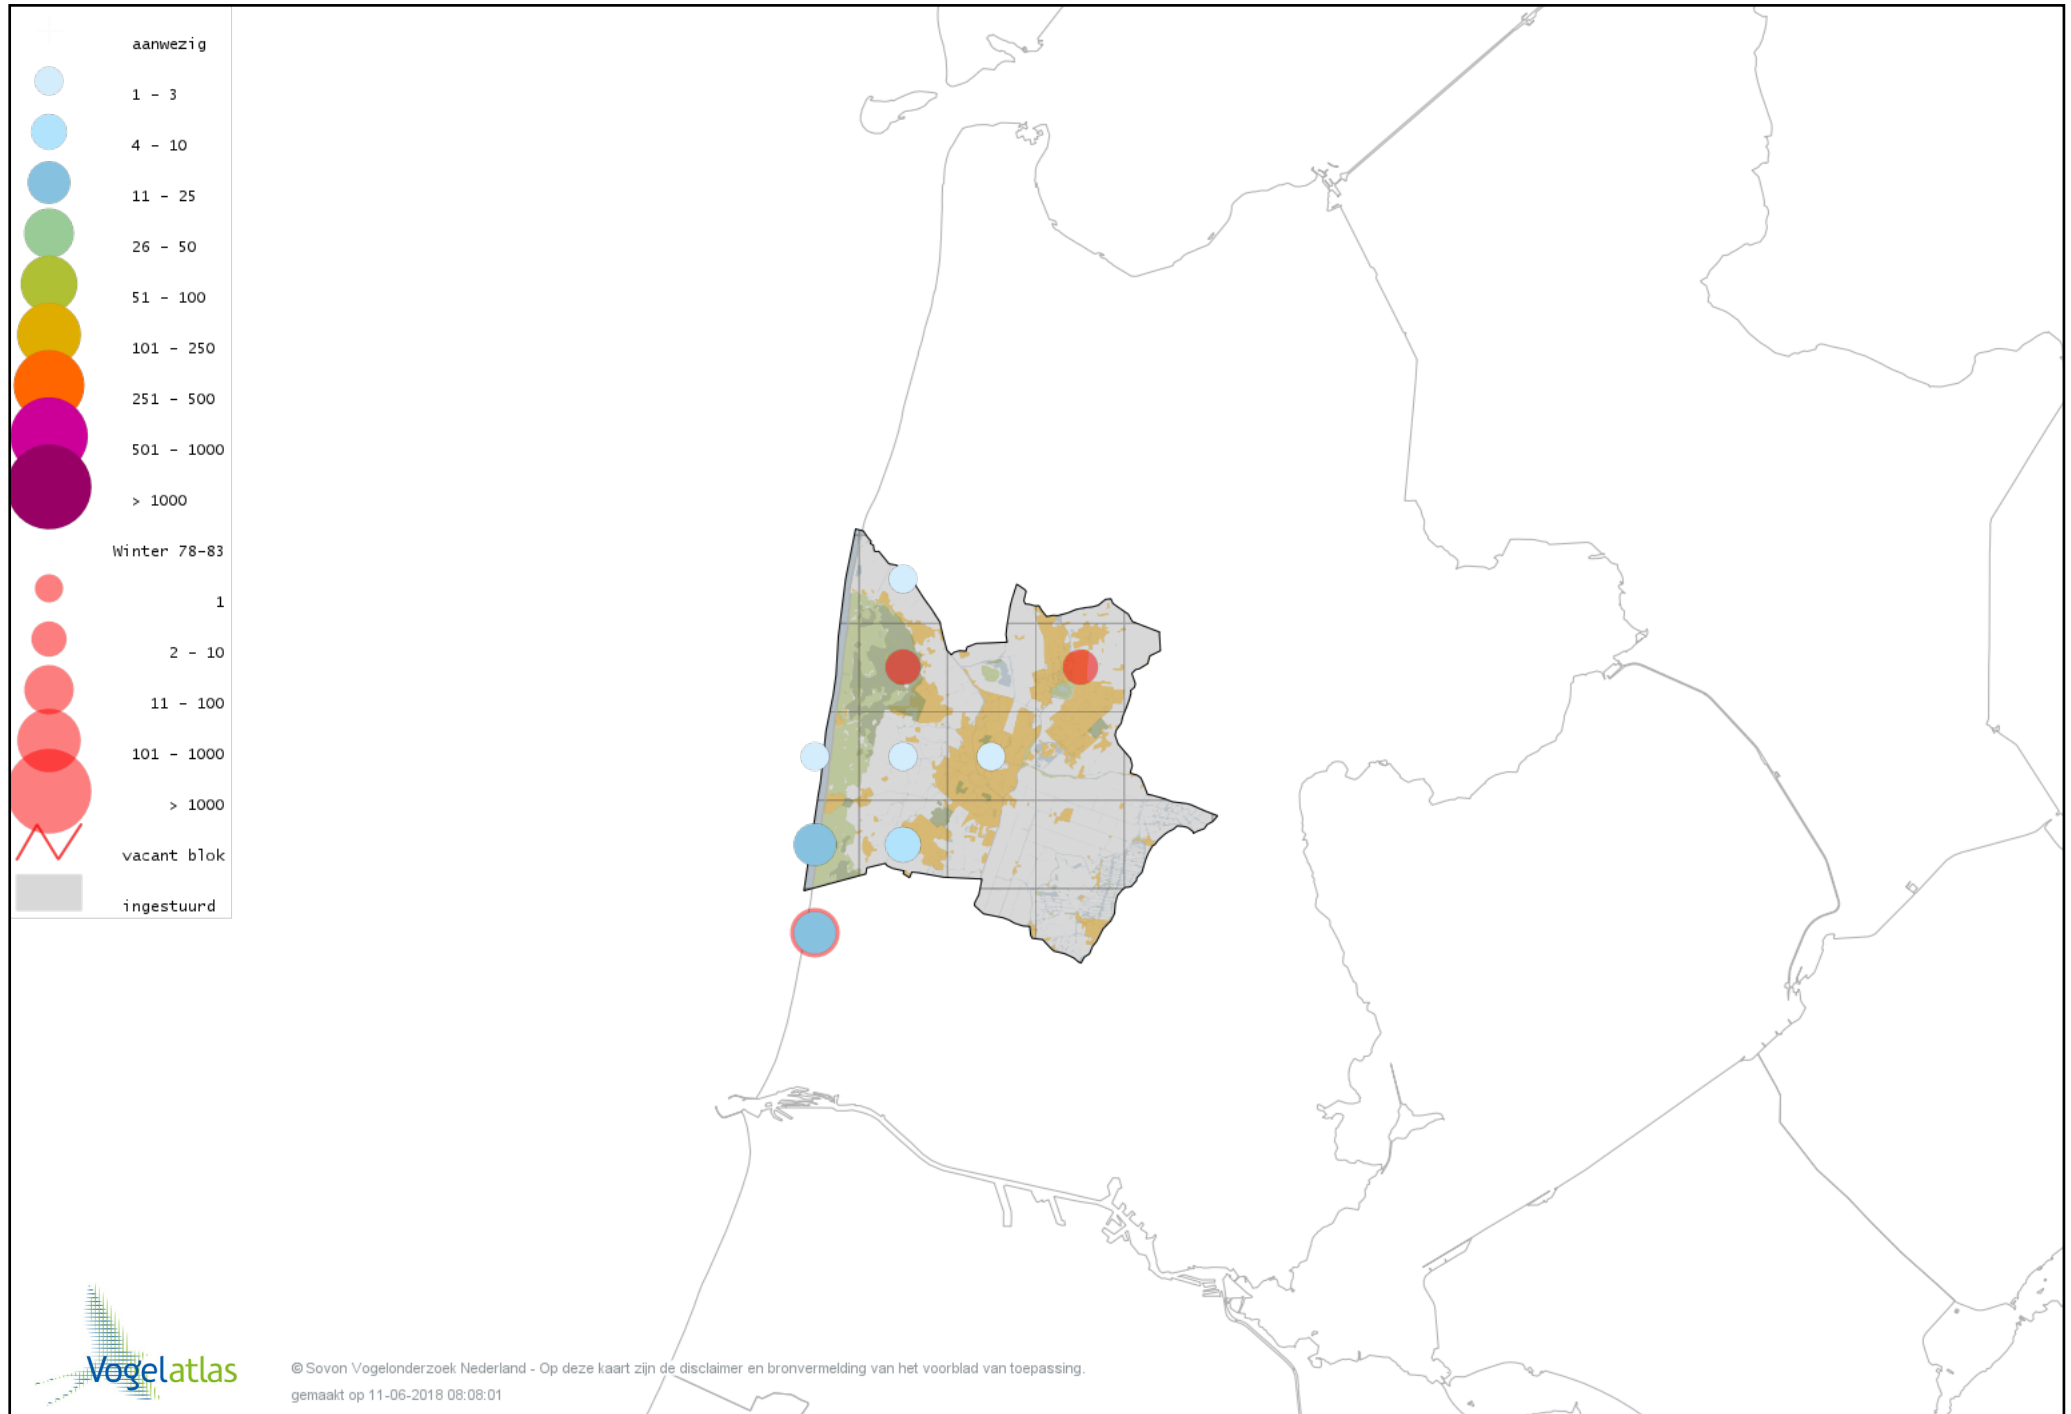 aanwezig
1 - 3
4 - 10
11 - 25
26 - 50
51 - 100
101 - 250
251 - 500
501 - 1000
> 1000
Winter 78-83
1
2 - 10
11 - 100
101 - 1000
> 1000
vacant blok
ingestuurd
Vogelatlas
© Sovon Vogelonderzoek Nederland - Op deze kaart zijn de disclaimer en bronvermelding van het voorblad van toepassing.
gemaakt op 11-06-2018 08:08:01